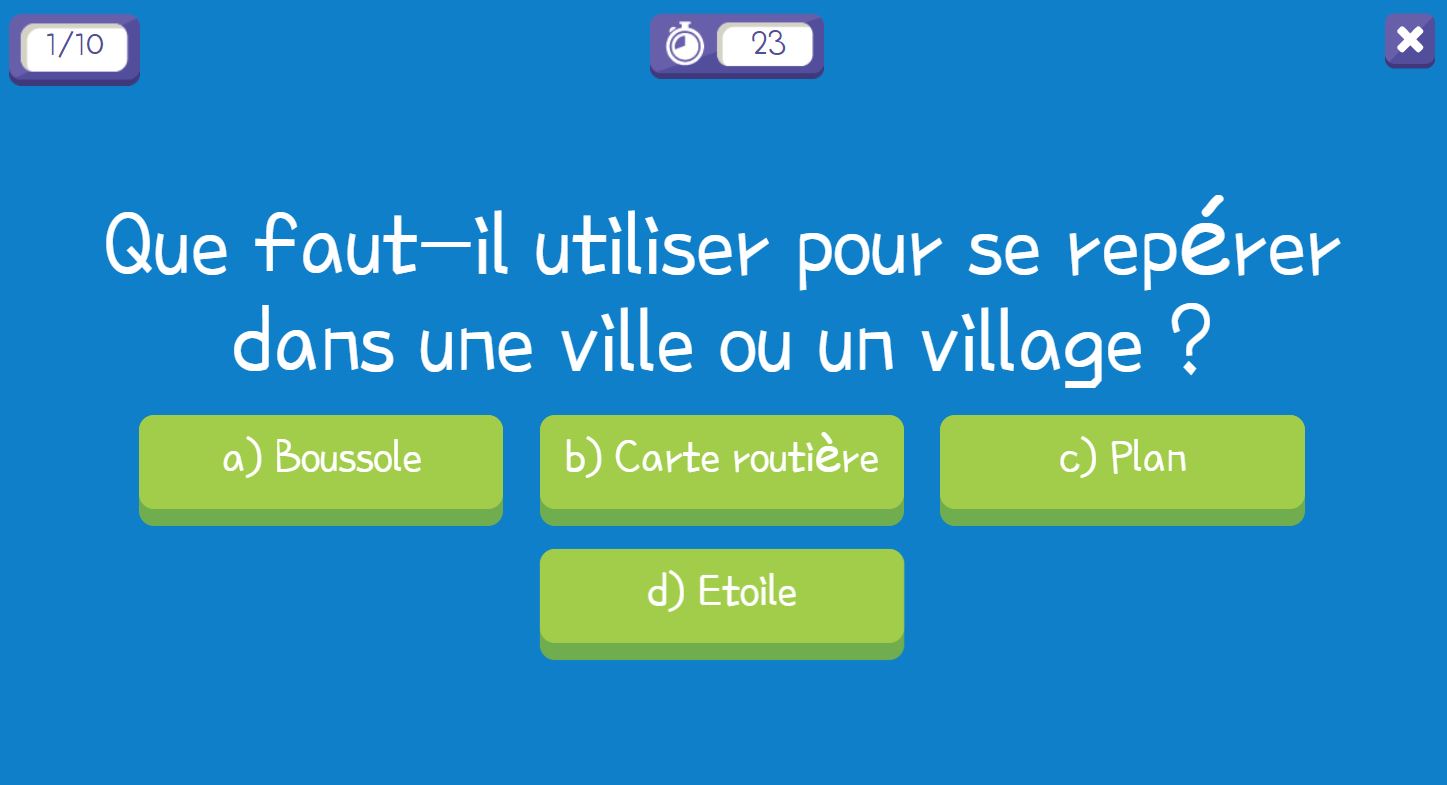 1/10
23
Que faut-il utiliser pour se repérer
dans une ville ou un village ?
a) Boussole
b) Carte routière
c) Plan
d) Etoile